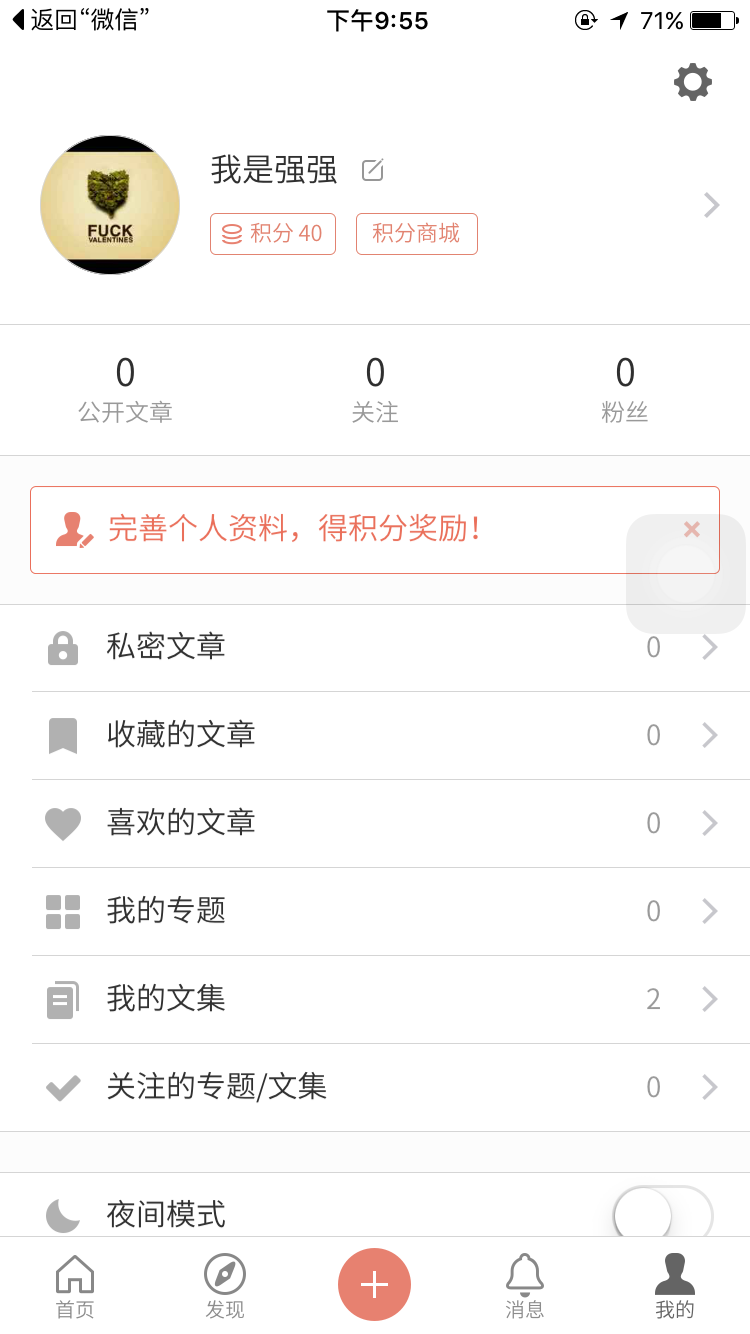 返回“微信”
下午9:55
71%
我是强强
积分 40
积分商城
FUCK
VALENTINES
0
公开文章
0
关注
0
粉丝
完善个人资料，得积分奖励！
私密文章 0
收藏的文章 0
喜欢的文章 0
我的专题 0
我的文集 2
关注的专题/文集 0
夜间模式
首页
发现
消息
我的